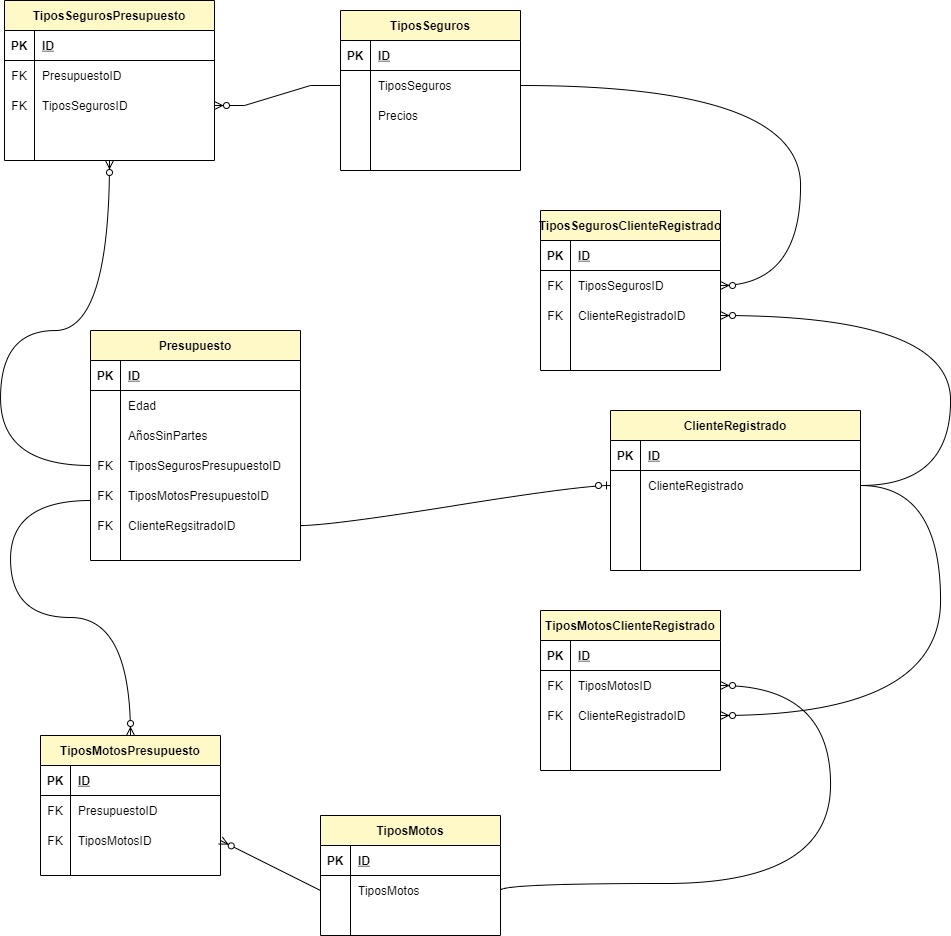 TiposSegurosPresupuesto
PK ID
FK PresupuestoID
FK TiposSegurosID
TiposSeguros
PK ID
TiposSeguros
Precios
TiposSegurosClienteRegistrado
PK ID
FK TiposSegurosID
FK ClienteRegistradoID
Presupuesto
PK ID
Edad
AñosSinPartes
FK TiposSegurosPresupuestoID
FK TiposMotosPresupuestoID
FK ClienteRegsitradoID
ClienteRegistrado
PK ID
ClienteRegistrado
TiposMotosClienteRegistrado
PK ID
FK TiposMotosID
FK ClienteRegistradoID
TiposMotosPresupuesto
PK ID
FK PresupuestoID
FK TiposMotosID
TiposMotos
PK ID
TiposMotos